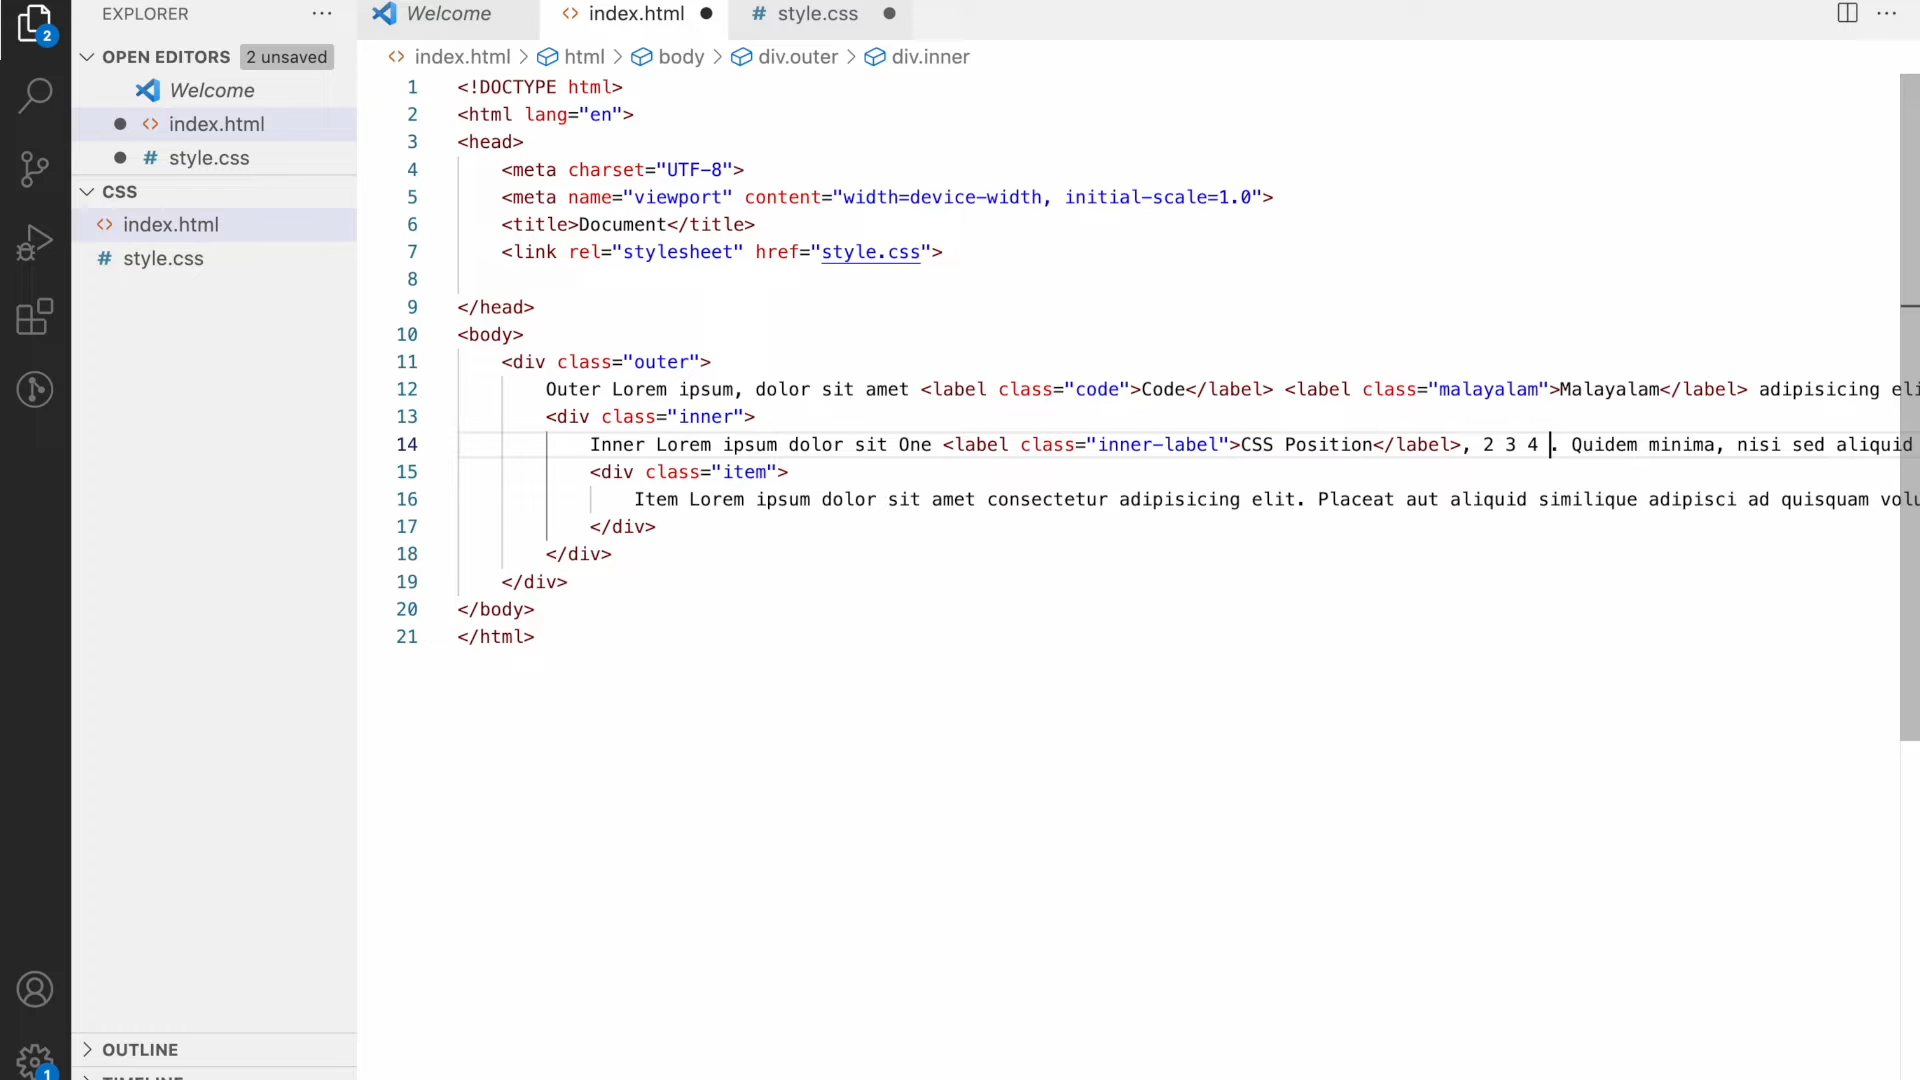 EXPLORER ···
Welcome
<> index.html
# style.css
···
2
OPEN EDITORS 2 unsaved
Welcome
<> index.html
# style.css
CSS
<> index.html
# style.css
<> index.html > html > body > div.outer > div.inner
1 <!DOCTYPE html>
2 <html lang="en">
3 <head>
4 <meta charset="UTF-8">
5 <meta name="viewport" content="width=device-width, initial-scale=1.0">
6 <title>Document</title>
7 <link rel="stylesheet" href="style.css">
8
9 </head>
10 <body>
11 <div class="outer">
12 Outer Lorem ipsum, dolor sit amet <label class="code">Code</label> <label class="malayalam">Malayalam</label> adipisicing eli
13 <div class="inner">
14 Inner Lorem ipsum dolor sit One <label class="inner-label">CSS Position</label>, 2 3 4 . Quidem minima, nisi sed aliquid
15 <div class="item">
16 Item Lorem ipsum dolor sit amet consectetur adipisicing elit. Placeat aut aliquid similique adipisci ad quisquam volu
17 </div>
18 </div>
19 </div>
20 </body>
21 </html>
OUTLINE
TIMELINE
1